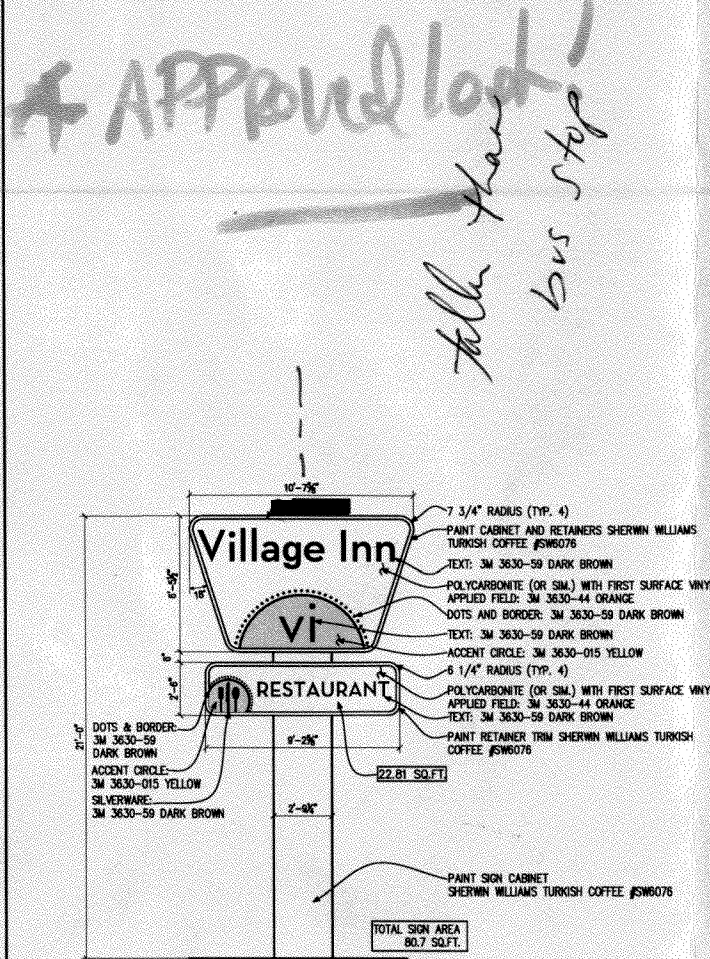 * APProved look!
taller than
bus stop
10'-7⅝"
Village Inn
vi
RESTAURANT
7 3/4" RADIUS (TYP. 4)
PAINT CABINET AND RETAINERS SHERWIN WILLIAMS
TURKISH COFFEE #SW6076
TEXT: 3M 3630-59 DARK BROWN
POLYCARBONITE (OR SIM.) WITH FIRST SURFACE VINY
APPLIED FIELD: 3M 3630-44 ORANGE
DOTS AND BORDER: 3M 3630-59 DARK BROWN
TEXT: 3M 3630-59 DARK BROWN
ACCENT CIRCLE: 3M 3630-015 YELLOW
6 1/4" RADIUS (TYP. 4)
POLYCARBONITE (OR SIM.) WITH FIRST SURFACE VINY
APPLIED FIELD: 3M 3630-44 ORANGE
TEXT: 3M 3630-59 DARK BROWN
PAINT RETAINER TRIM SHERWIN WILLIAMS TURKISH
COFFEE #SW6076
6"
2'-6"
21'-0"
DOTS & BORDER:
3M 3630-59
DARK BROWN
ACCENT CIRCLE:
3M 3630-015 YELLOW
SILVERWARE:
3M 3630-59 DARK BROWN
22.81 SQ.FT.
PAINT SIGN CABINET
SHERWIN WILLIAMS TURKISH COFFEE #SW6076
TOTAL SIGN AREA
80.7 SQ.FT.